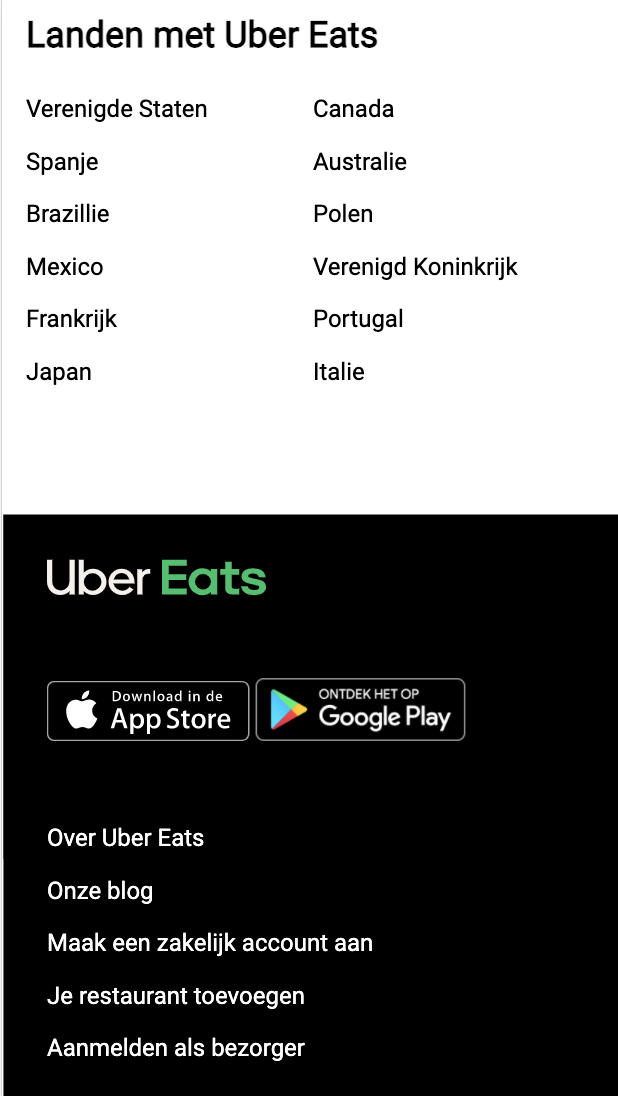 Landen met Uber Eats
Verenigde Staten
Canada
Spanje
Australie
Brazillie
Polen
Mexico
Verenigd Koninkrijk
Frankrijk
Portugal
Japan
Italie
Uber Eats
Download in de
App Store
ONTDEK HET OP
Google Play
Over Uber Eats
Onze blog
Maak een zakelijk account aan
Je restaurant toevoegen
Aanmelden als bezorger